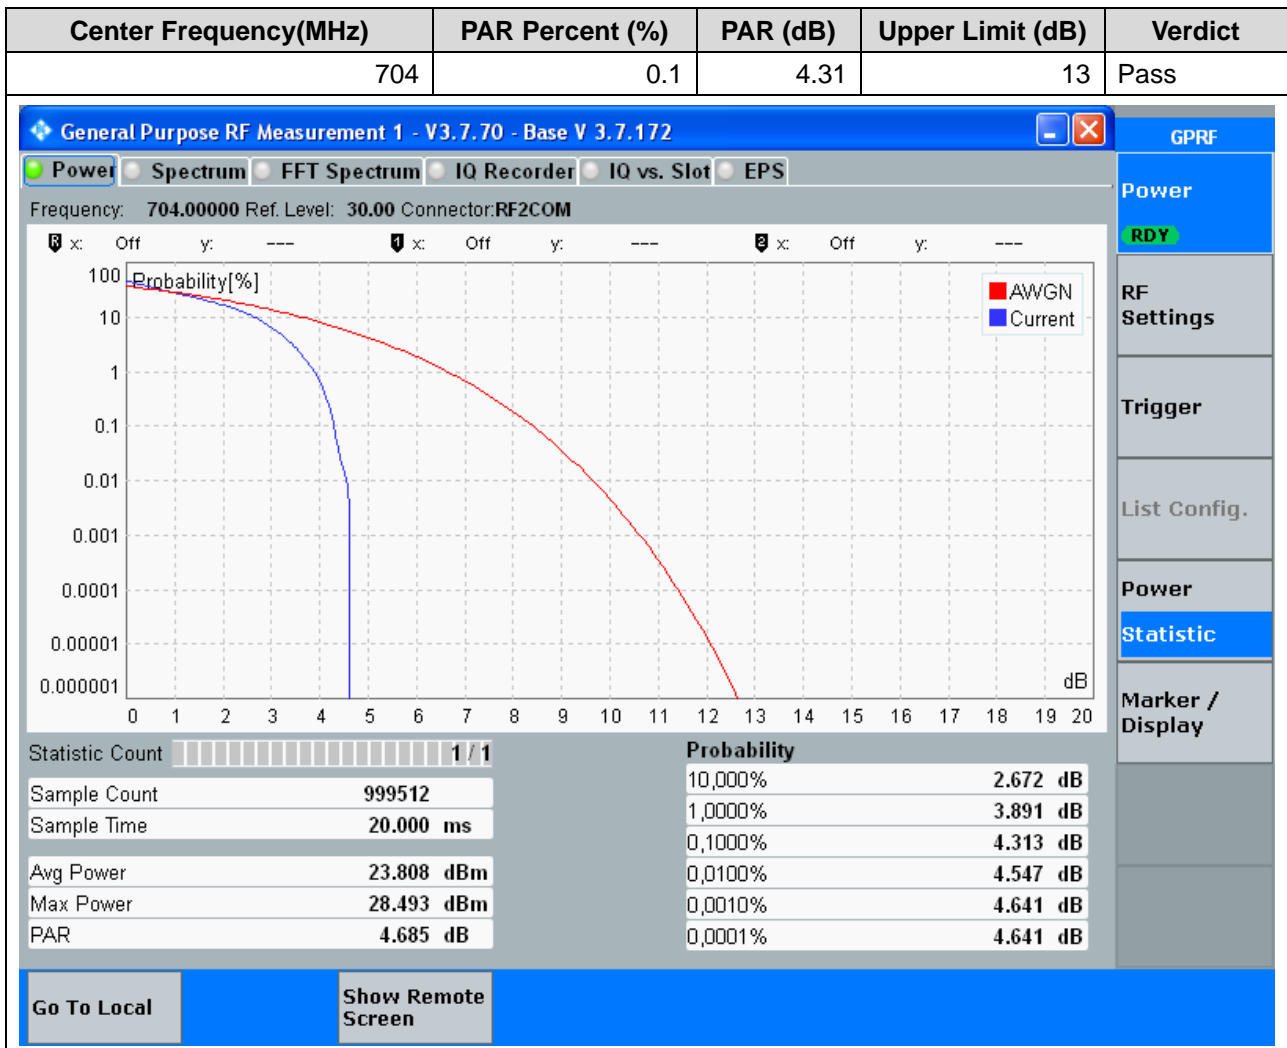 Center Frequency(MHz) PAR Percent (%) PAR (dB) Upper Limit (dB) Verdict
704 0.1 4.31 13 Pass
General Purpose RF Measurement 1 - V3.7.70 - Base V 3.7.172
GPRF
Power Spectrum FFT Spectrum IQ Recorder IQ vs. Slot EPS
Frequency: 704.00000 Ref. Level: 30.00 Connector:RF2COM
R x: Off y: --- 1 x: Off y: --- 2 x: Off y: ---
Probability[%]
AWGN
Current
100
10
1
0.1
0.01
0.001
0.0001
0.00001
0.000001
dB
0 1 2 3 4 5 6 7 8 9 10 11 12 13 14 15 16 17 18 19 20
Statistic Count 1 / 1
Sample Count 999512
Sample Time 20.000 ms
Avg Power 23.808 dBm
Max Power 28.493 dBm
PAR 4.685 dB
Probability
10,000% 2.672 dB
1,0000% 3.891 dB
0,1000% 4.313 dB
0,0100% 4.547 dB
0,0010% 4.641 dB
0,0001% 4.641 dB
Power
RDY
RF
Settings
Trigger
List Config.
Power
Statistic
Marker /
Display
Go To Local
Show Remote
Screen